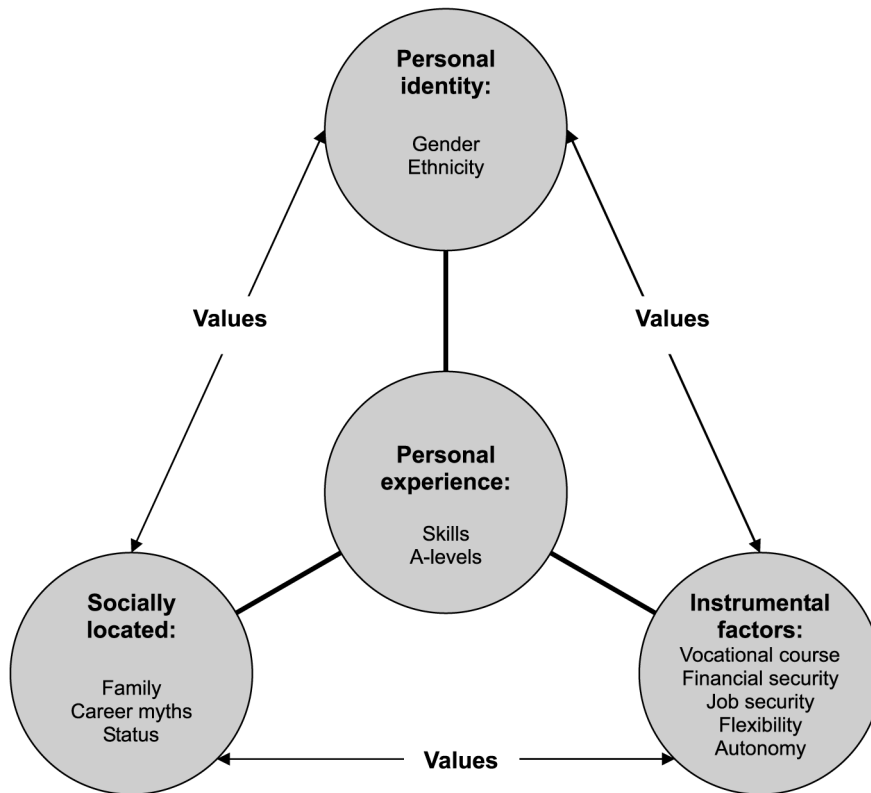 Personal
identity:
Gender
Ethnicity
Values
Values
Personal
experience:
Skills
A-levels
Socially
located:
Family
Career myths
Status
Instrumental
factors:
Vocational course
Financial security
Job security
Flexibility
Autonomy
Values